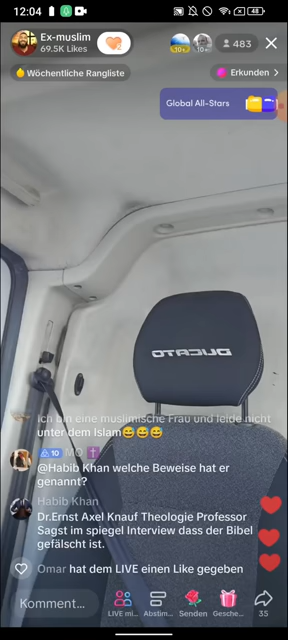 12:04
48
Ex-muslim
69.5K Likes
10+
10+
483
Wöchentliche Rangliste
Erkunden
Global All-Stars
DUCATO
Ich bin eine muslimische Frau und leide nicht
unter dem Islam😅😅😅
10 MO ✝️
@Habib Khan welche Beweise hat er
genannt?
Habib Khan
Dr.Ernst Axel Knauf Theologie Professor
Sagst im spiegel Interview dass der Bibel
gefälscht ist.
Omar hat dem LIVE einen Like gegeben
Komment...
LIVE mi...
Abstim...
Senden
Gesche...
35